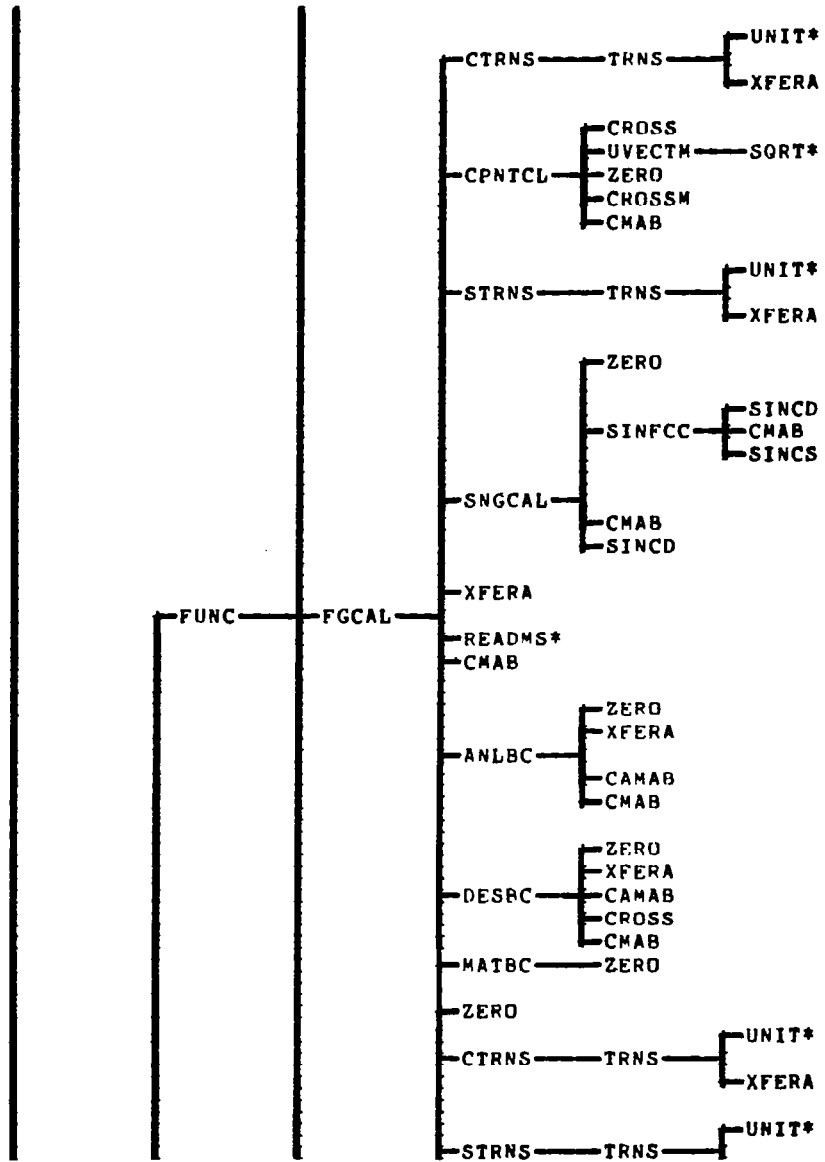 UNIT*
CTRNS TRNS
XFERA
CROSS
UVECTM SQRT*
CPNTCL ZERO
CROSSM
CMAB
UNIT*
STRNS TRNS
XFERA
ZERO
SINCD
SINFCC CMAB
SINCS
SNGCAL
CMAB
SINCD
XFERA
FUNC FGCAL
READMS*
CMAB
ZERO
XFERA
ANLBC
CAMAB
CMAB
ZERO
XFERA
DESBC CAMAB
CROSS
CMAB
MATBC ZERO
ZERO
UNIT*
CTRNS TRNS
XFERA
UNIT*
STRNS TRNS